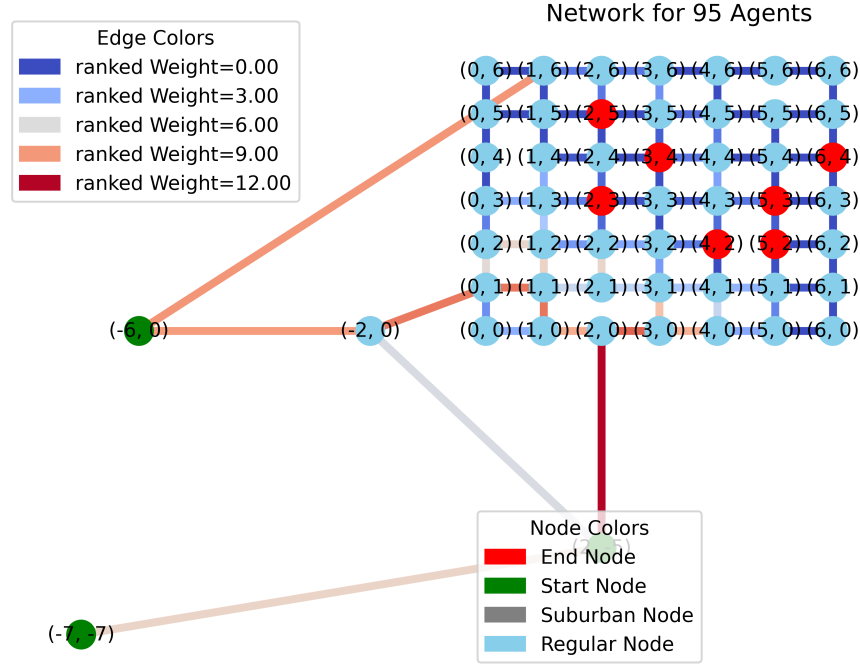 Network for 95 Agents
Edge Colors
ranked Weight=0.00
ranked Weight=3.00
ranked Weight=6.00
ranked Weight=9.00
ranked Weight=12.00
(0, 6) (1, 6) (2, 6) (3, 6) (4, 6) (5, 6) (6, 6)
(0, 5) (1, 5) (2, 5) (3, 5) (4, 5) (5, 5) (6, 5)
(0, 4) (1, 4) (2, 4) (3, 4) (4, 4) (5, 4) (6, 4)
(0, 3) (1, 3) (2, 3) (3, 3) (4, 3) (5, 3) (6, 3)
(0, 2) (1, 2) (2, 2) (3, 2) (4, 2) (5, 2) (6, 2)
(0, 1) (1, 1) (2, 1) (3, 1) (4, 1) (5, 1) (6, 1)
(-6, 0) (-2, 0) (0, 0) (1, 0) (2, 0) (3, 0) (4, 0) (5, 0) (6, 0)
Node Colors
End Node
Start Node
Suburban Node
Regular Node
(-7, -7)